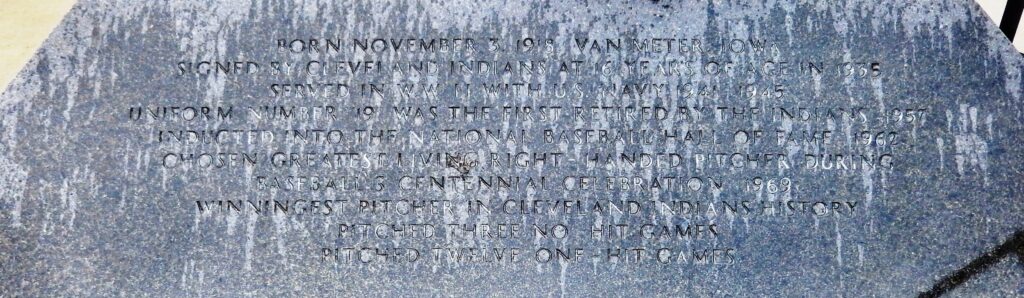 BORN NOVEMBER 3, 1918, VAN METER, IOWA
SIGNED BY CLEVELAND INDIANS AT 16 YEARS OF AGE IN 1935
SERVED IN W.W. II WITH U.S. NAVY 1941-1945
UNIFORM NUMBER "19" WAS THE FIRST RETIRED BY THE INDIANS, 1957
INDUCTED INTO THE NATIONAL BASEBALL HALL OF FAME, 1962
CHOSEN GREATEST LIVING RIGHT-HANDED PITCHER DURING
BASEBALL'S CENTENNIAL CELEBRATION, 1969
WINNINGEST PITCHER IN CLEVELAND INDIANS HISTORY
PITCHED THREE NO-HIT GAMES
PITCHED TWELVE ONE-HIT GAMES